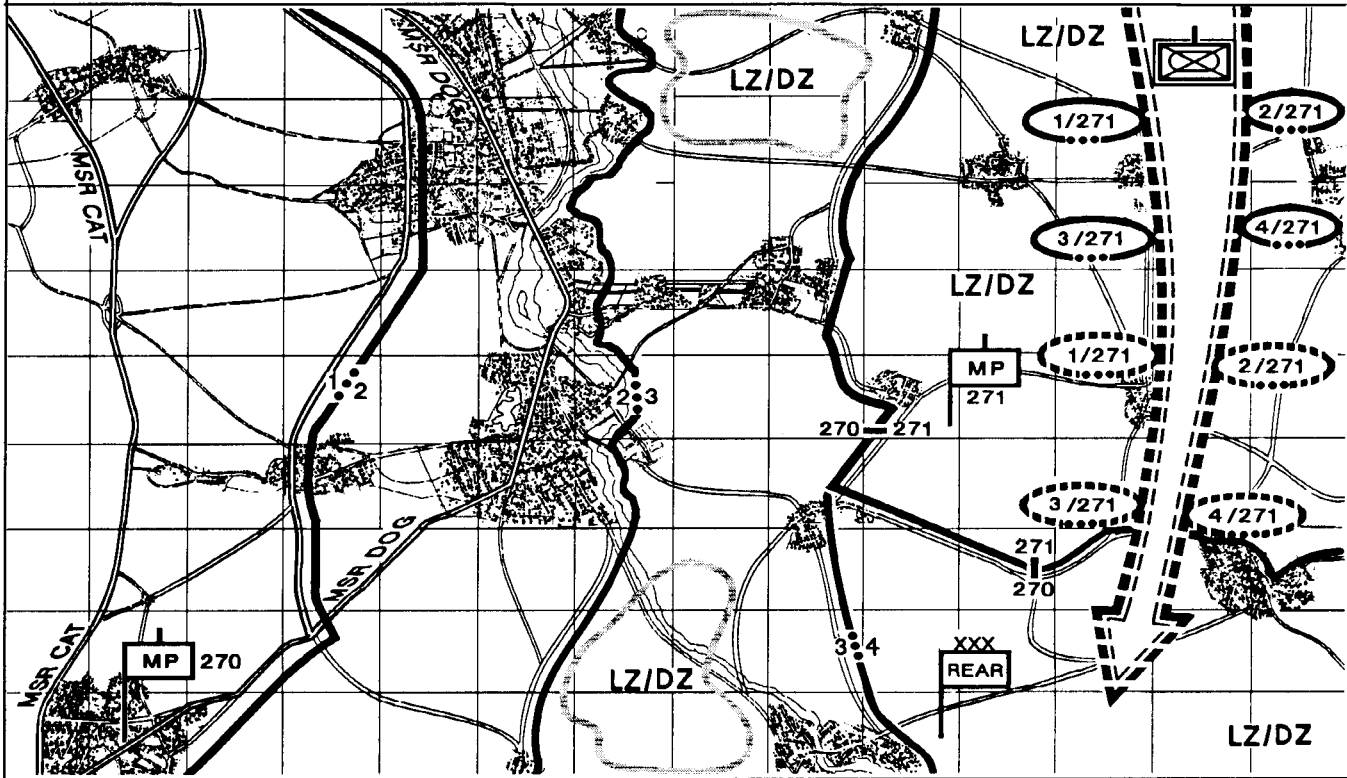 LZ/DZ
MSR DOG
LZ/DZ
1/271
2/271
MSR CAT
3/271
4/271
LZ/DZ
1/271
2/271
MP
271
1
2
2
3
270
271
3/271
4/271
MSR DOG
271
270
MSR CAT
MP
270
3
4
XXX
REAR
LZ/DZ
LZ/DZ